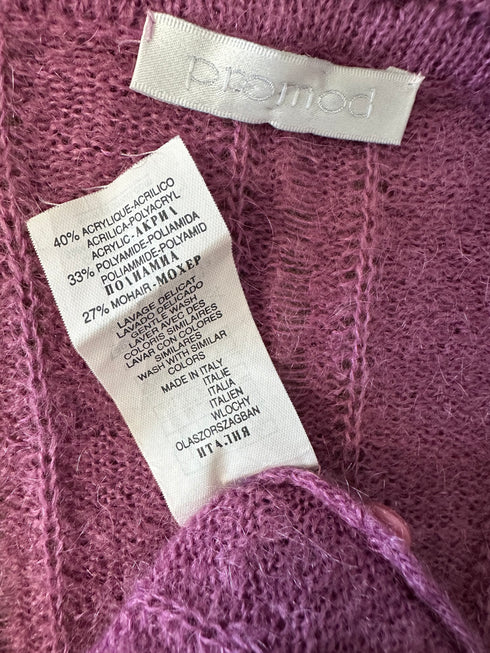 promod
40% ACRYLIQUE-ACRILICO
ACRILICA-POLYACRYL
ACRYLIC-АКРИЛ
33% POLYAMIDE-POLIAMIDA
POLIAMMIDE-POLYAMID
ПОЛИАМИД
27% MOHAIR-МОХЕР
LAVAGE DELICAT
LAVADO DELICADO
GENTLE WASH
LAVER AVEC DES
COLORIS SIMILAIRES
LAVAR CON COLORES
SIMILARES
WASH WITH SIMILAR
COLORS
MADE IN ITALY
ITALIE
ITALIA
ITALIEN
WLOCHY
OLASZORSZAGBAN
ИТАЛИЯ